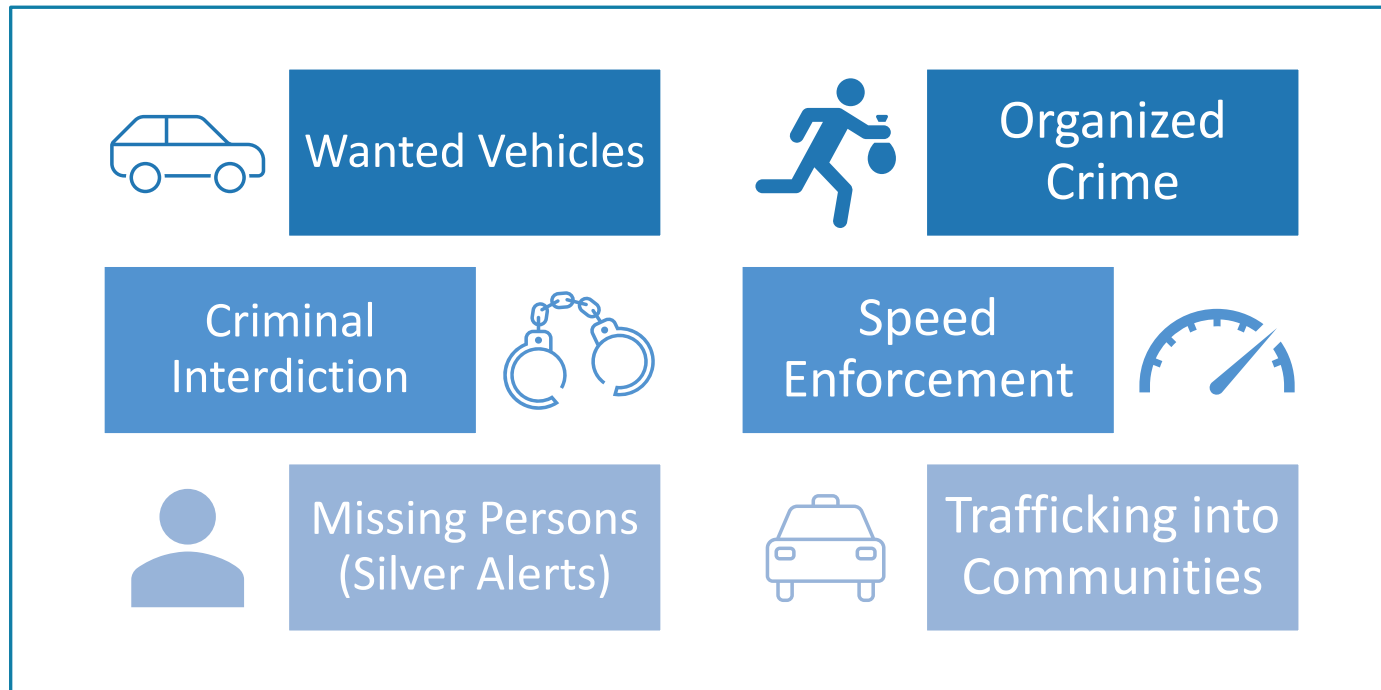 Wanted Vehicles
Organized
Crime
Criminal
Interdiction
Speed
Enforcement
Missing Persons
(Silver Alerts)
Trafficking into
Communities